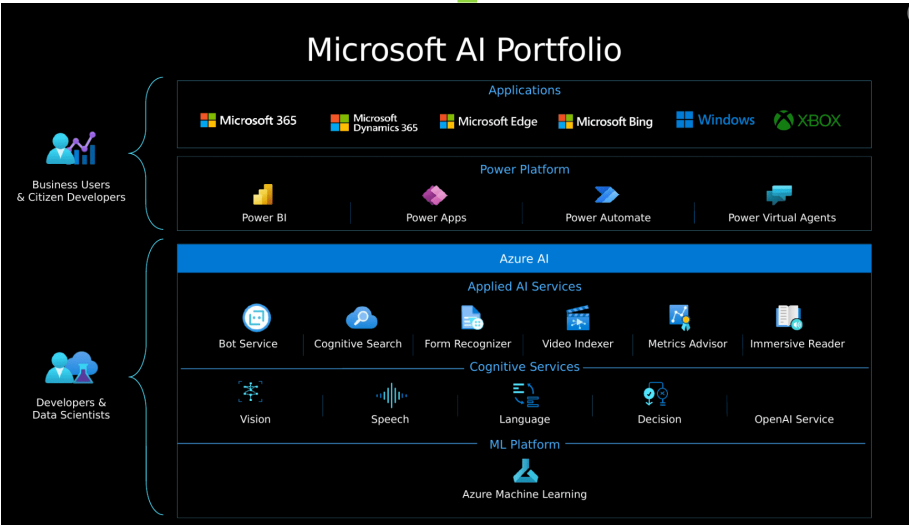 Microsoft AI Portfolio
Applications
Microsoft 365
Microsoft
Dynamics 365
Microsoft Edge
Microsoft Bing
Windows
XBOX
Business Users
& Citizen Developers
Power Platform
Power BI
Power Apps
Power Automate
Power Virtual Agents
Azure AI
Applied AI Services
Bot Service
Cognitive Search
Form Recognizer
Video Indexer
Metrics Advisor
Immersive Reader
Developers &
Data Scientists
Cognitive Services
Vision
Speech
Language
Decision
OpenAI Service
ML Platform
Azure Machine Learning